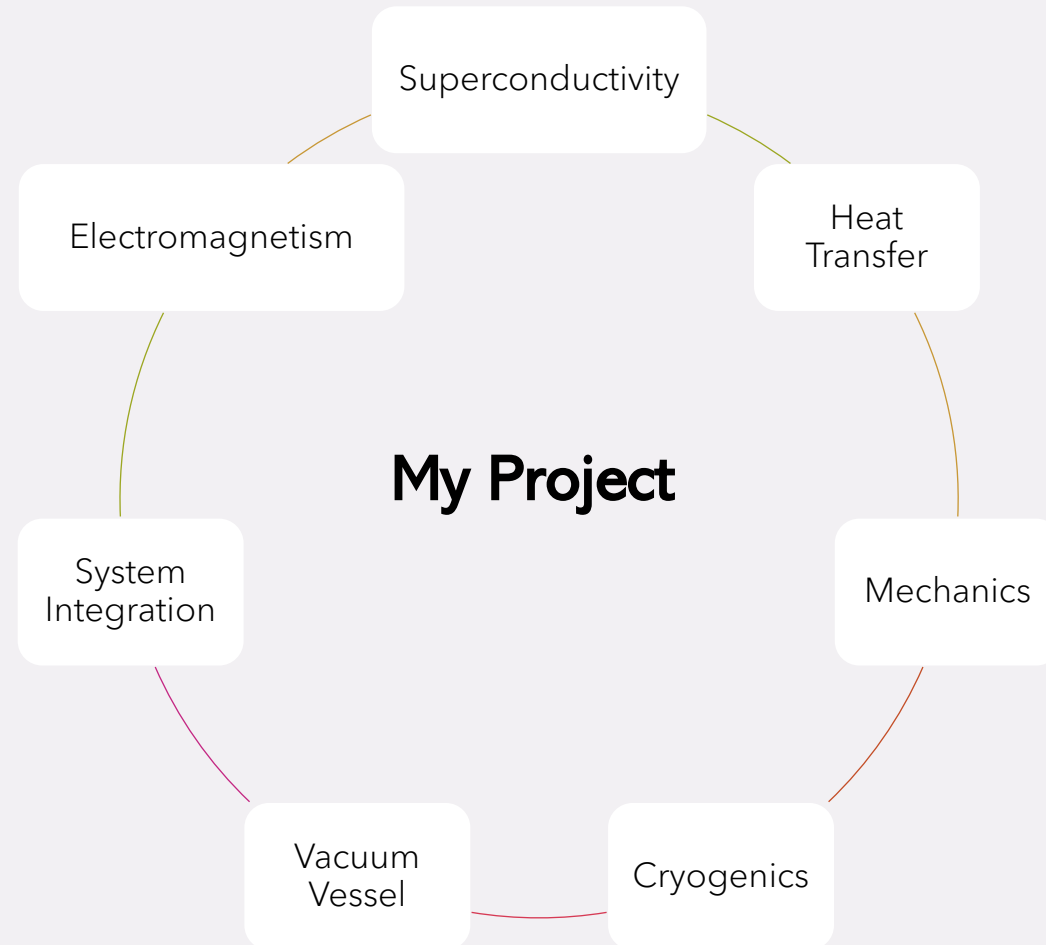 Superconductivity
Heat
Transfer
Mechanics
Cryogenics
Vacuum
Vessel
System
Integration
Electromagnetism
My Project